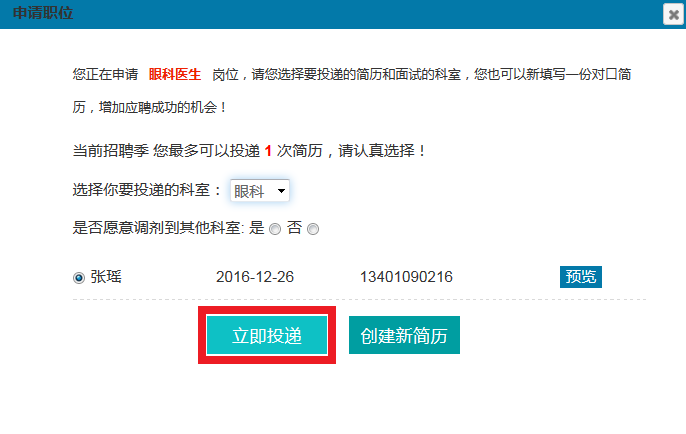 申请职位
您正在申请 眼科医生 岗位，请您选择要投递的简历和面试的科室，您也可以新填写一份对口简
历，增加应聘成功的机会！
当前招聘季 您最多可以投递 1 次简历，请认真选择！
选择你要投递的科室： 眼科
是否愿意调剂到其他科室: 是 否
张瑶 2016-12-26 13401090216 预览
立即投递 创建新简历